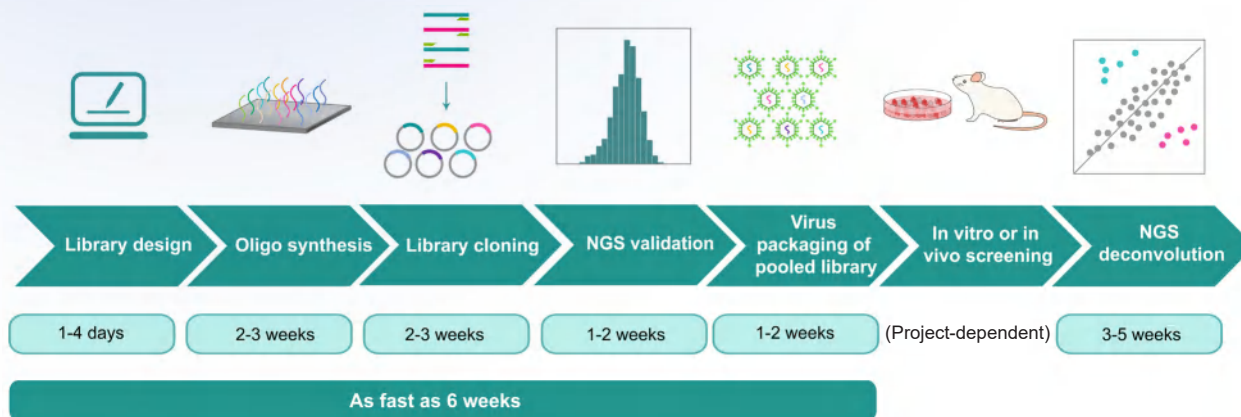 Library design
Oligo synthesis
Library cloning
NGS validation
Virus
packaging of
pooled library
In vitro or in
vivo screening
NGS
deconvolution
1-4 days
2-3 weeks
2-3 weeks
1-2 weeks
1-2 weeks
(Project-dependent)
3-5 weeks
As fast as 6 weeks